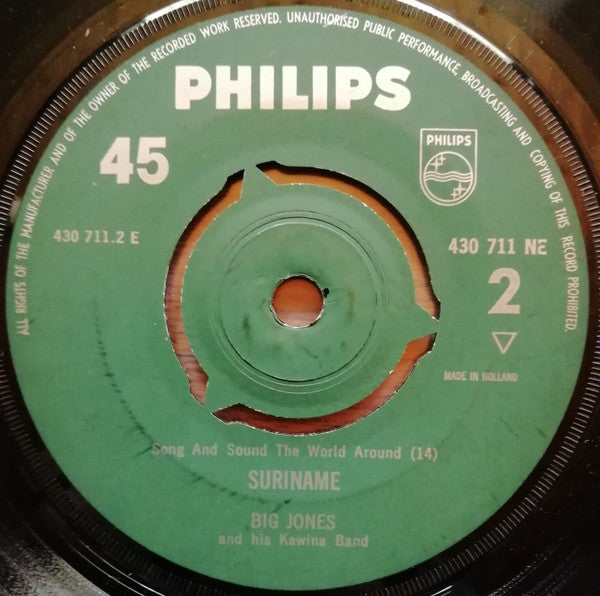 ALL RIGHTS OF THE MANUFACTURER AND OF THE OWNER OF THE RECORDED WORK RESERVED. UNAUTHORISED PUBLIC PERFORMANCE, BROADCASTING AND COPYING OF THIS RECORD PROHIBITED.
PHILIPS
45
PHILIPS
430 711.2 E
430 711 NE
2
MADE IN HOLLAND
Song And Sound The World Around (14)
SURINAME
BIG JONES
and his Kawina Band